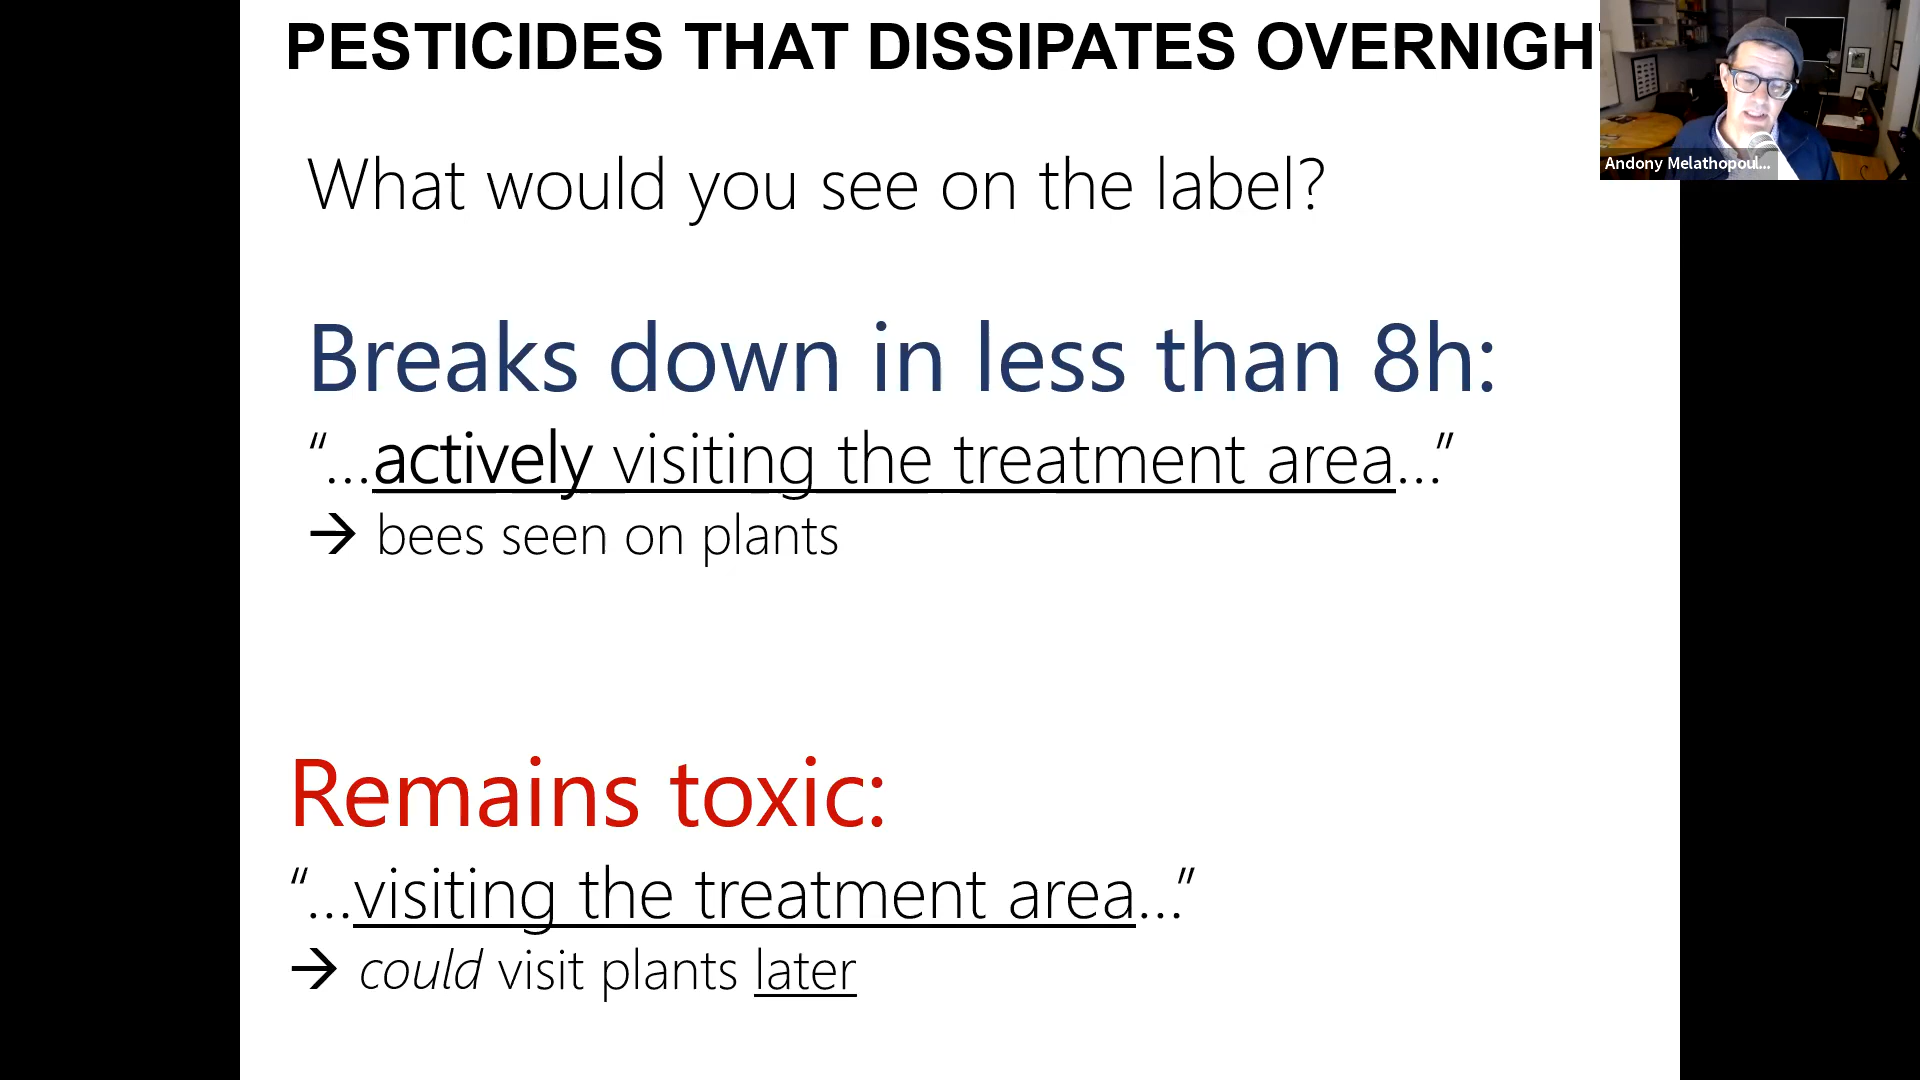 PESTICIDES THAT DISSIPATES OVERNIGH
Andony Melathopoul...
What would you see on the label?
Breaks down in less than 8h:
“...actively visiting the treatment area...”
→ bees seen on plants
Remains toxic:
“...visiting the treatment area...”
→ could visit plants later